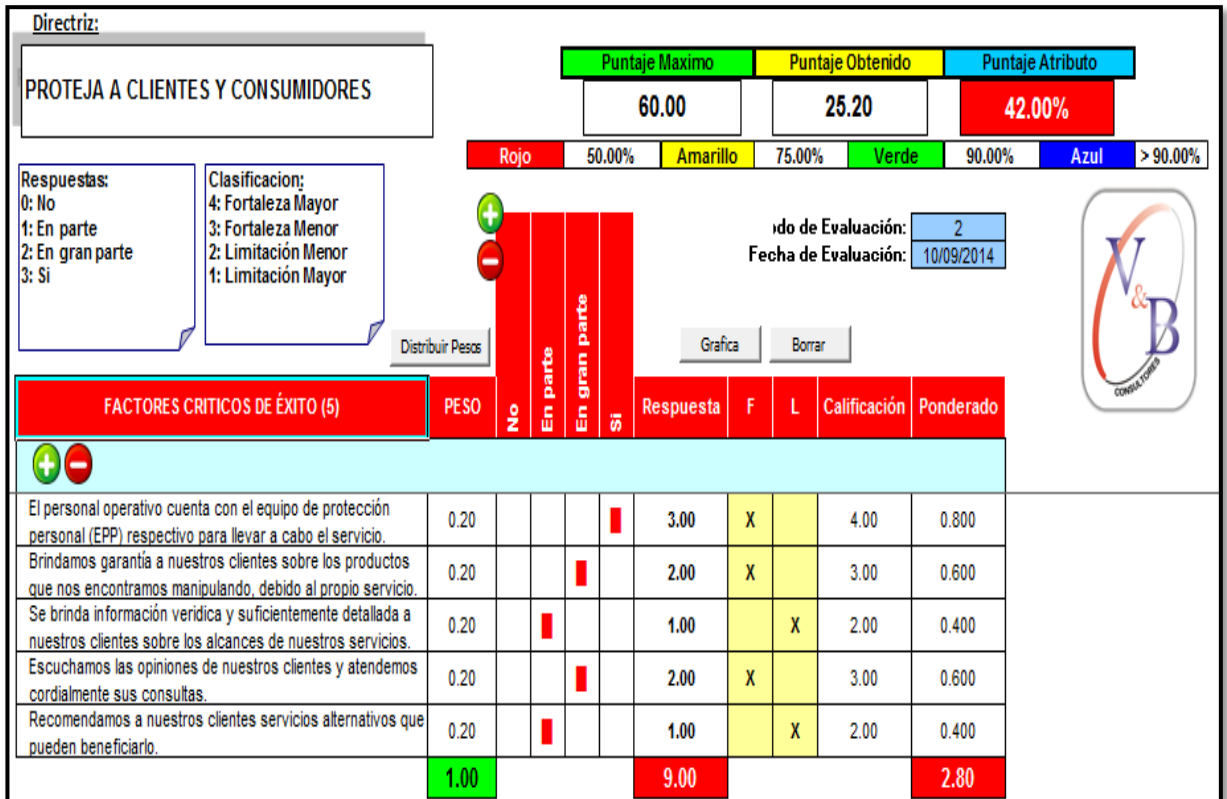 Directriz:
PROTEJA A CLIENTES Y CONSUMIDORES
Puntaje Maximo Puntaje Obtenido Puntaje Atributo
60.00 25.20 42.00%
Rojo 50.00% Amarillo 75.00% Verde 90.00% Azul > 90.00%
Respuestas:
0: No
1: En parte
2: En gran parte
3: Si
Clasificacion:
4: Fortaleza Mayor
3: Fortaleza Menor
2: Limitación Menor
1: Limitación Mayor
de Evaluación: 2
Fecha de Evaluación: 10/09/2014
V&B
CONSULTORES
Distribuir Pesos
Grafica Borrar
FACTORES CRITICOS DE ÉXITO (5) PESO No En parte En gran parte Si Respuesta F L Calificación Ponderado
El personal operativo cuenta con el equipo de protección
personal (EPP) respectivo para llevar a cabo el servicio.
0.20 3.00 X 4.00 0.800
Brindamos garantía a nuestros clientes sobre los productos
que nos encontramos manipulando, debido al propio servicio.
0.20 2.00 X 3.00 0.600
Se brinda información veridica y suficientemente detallada a
nuestros clientes sobre los alcances de nuestros servicios.
0.20 1.00 X 2.00 0.400
Escuchamos las opiniones de nuestros clientes y atendemos
cordialmente sus consultas.
0.20 2.00 X 3.00 0.600
Recomendamos a nuestros clientes servicios alternativos que
pueden beneficiarlo.
0.20 1.00 X 2.00 0.400
1.00 9.00 2.80